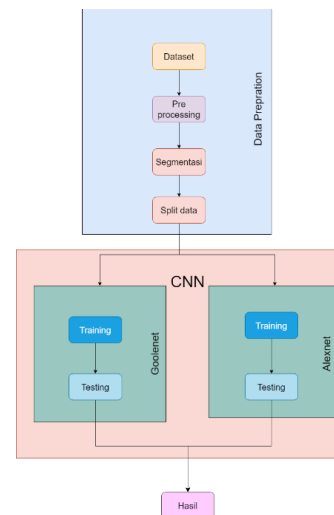 Dataset
Pre
processing
Segmentasi
Split data
Data Prepration
CNN
Training
Testing
Goolenet
Training
Testing
Alexnet
Hasil